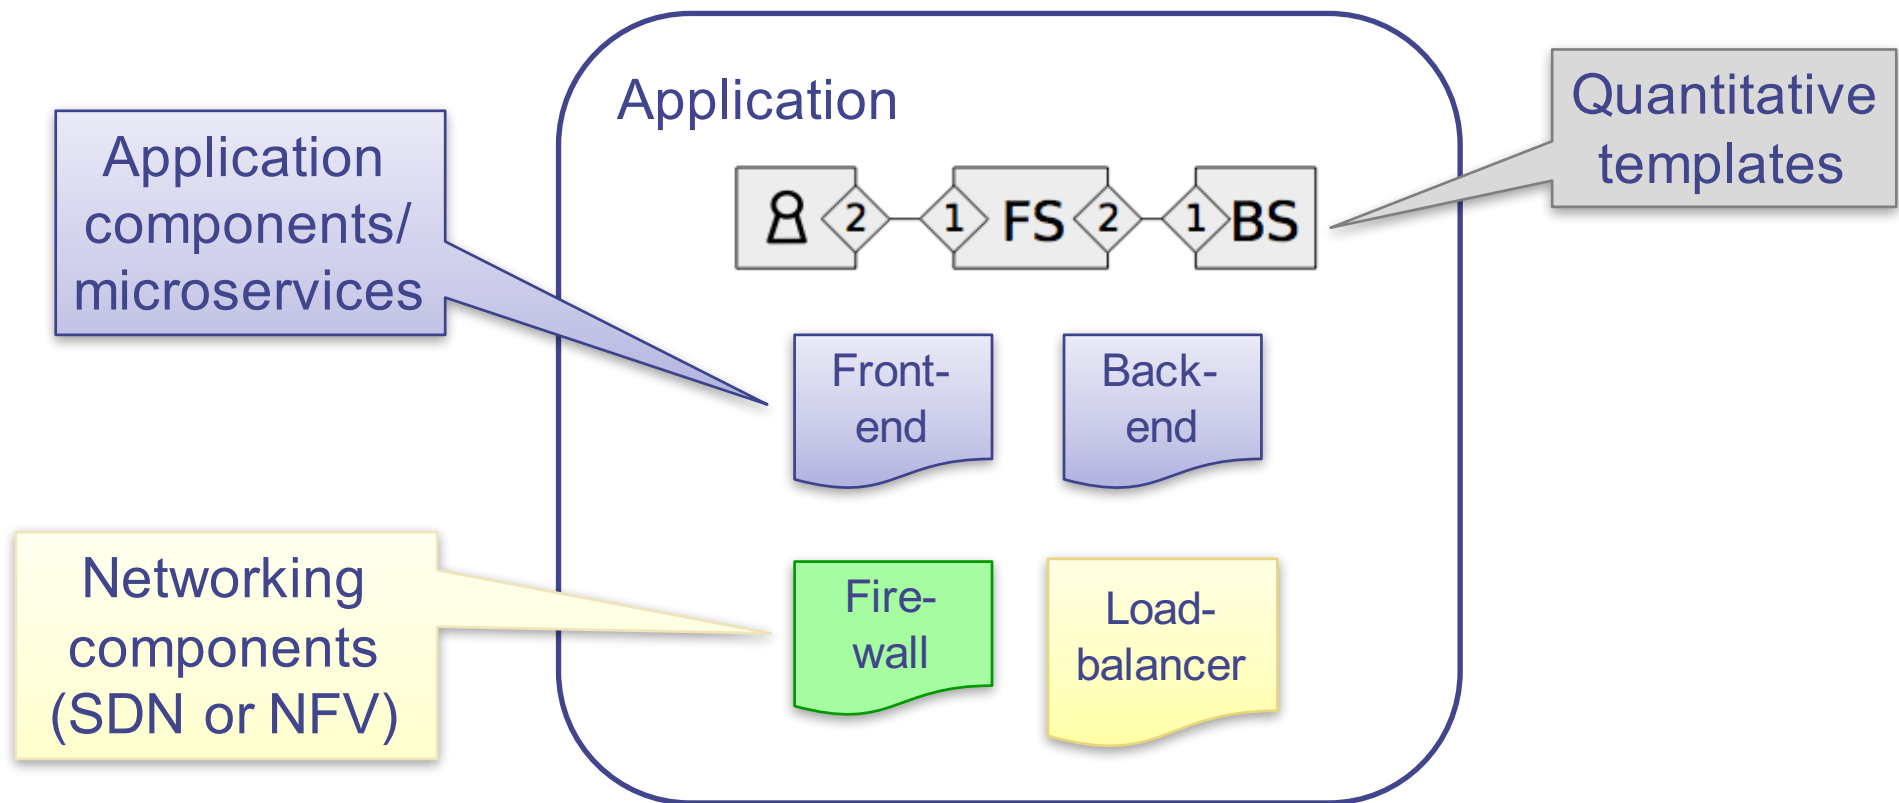 Application
Quantitative
templates
Application
components/
microservices
2 1 FS 2 1 BS
Front-
end
Back-
end
Networking
components
(SDN or NFV)
Fire-
wall
Load-
balancer